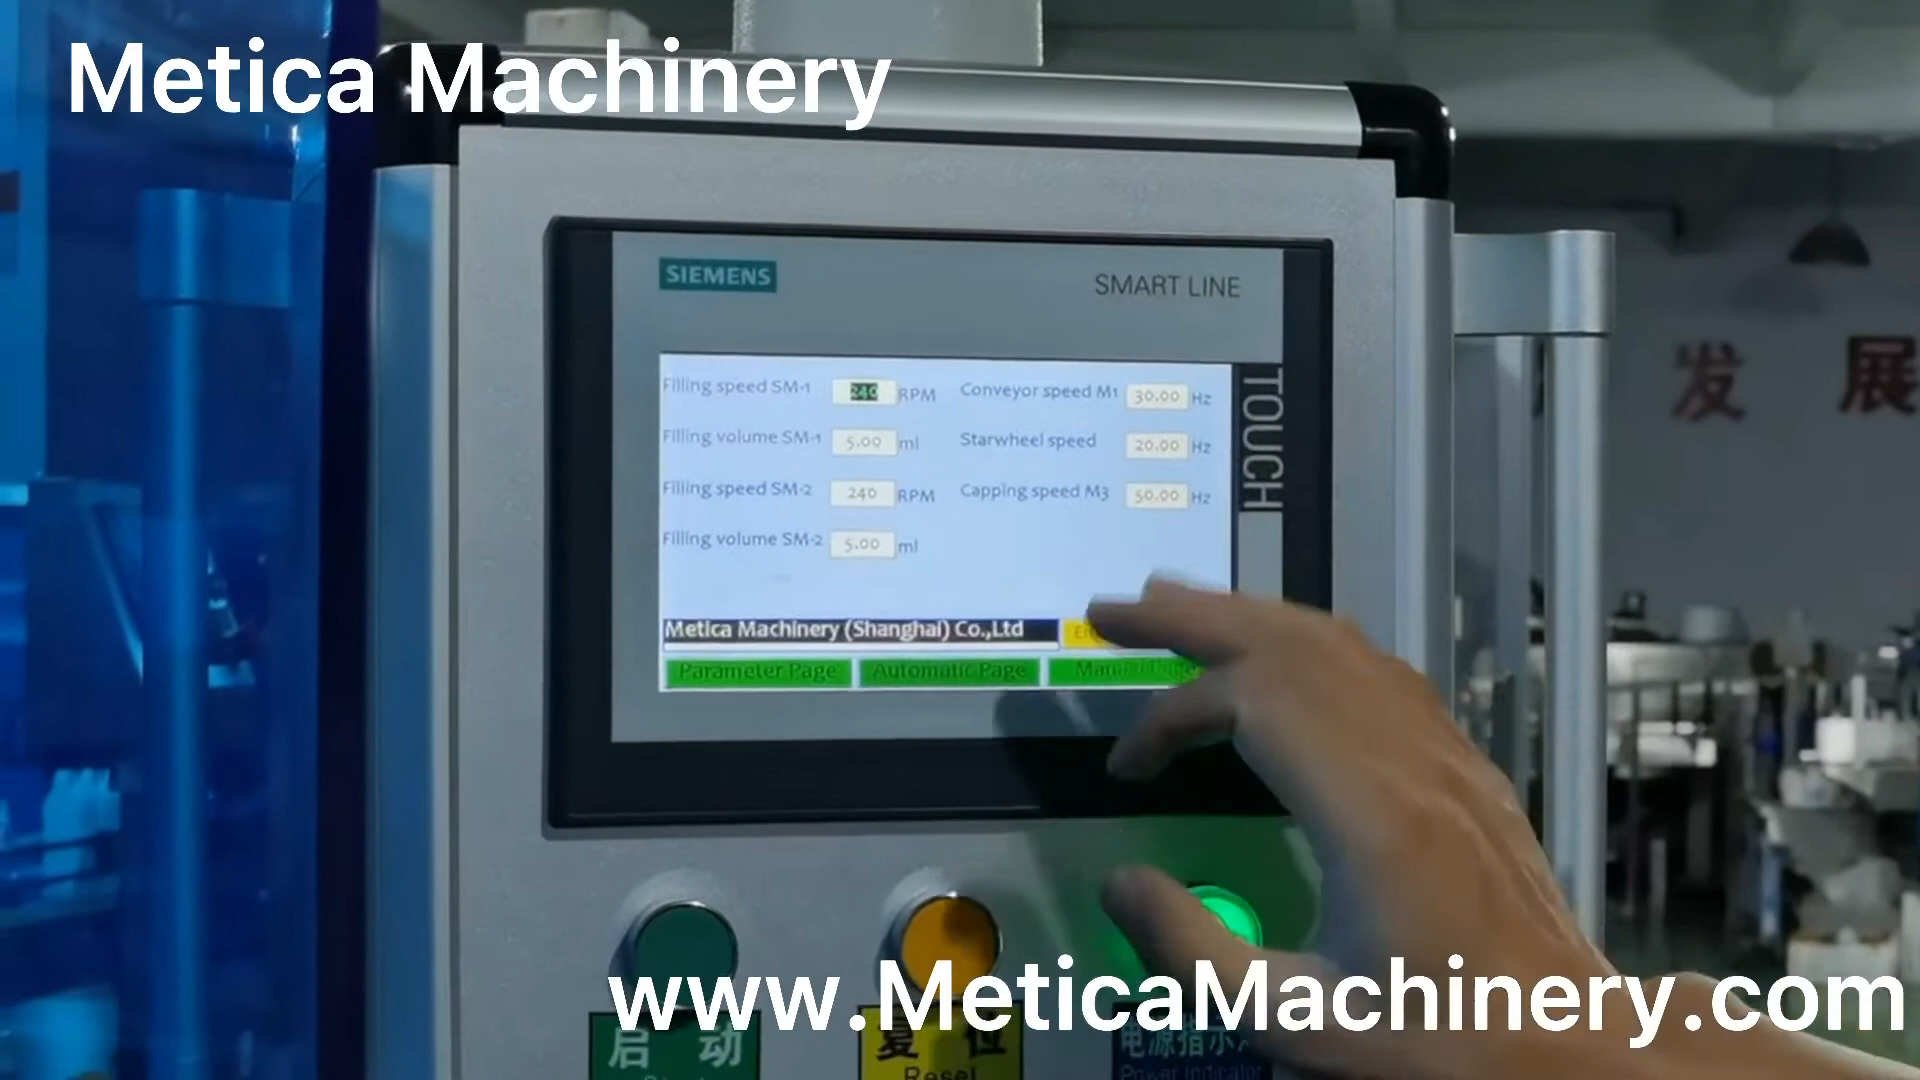 Metica Machinery
SIEMENS
SMART LINE
TOUCH
Filling speed SM-1 240 RPM
Conveyor speed M1 30.00 Hz
Filling volume SM-1 5.00 ml
Starwheel speed 20.00 Hz
Filling speed SM-2 240 RPM
Capping speed M3 50.00 Hz
Filling volume SM-2 5.00 ml
Metica Machinery (Shanghai) Co.,Ltd
Parameter Page
Automatic Page
发 展
www.MeticaMachinery.com
启 动
复 位
Reset
电源指示
Power Indicator